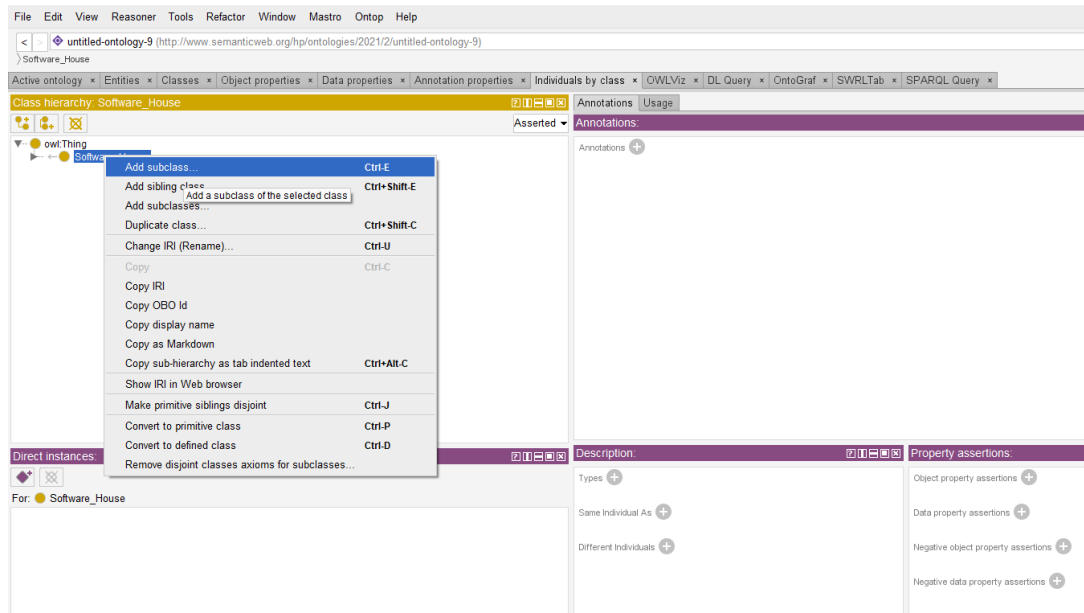 File Edit View Reasoner Tools Refactor Window Mastro Ontop Help
< > untitled-ontology-9 (http://www.semanticweb.org/hp/ontologies/2021/2/untitled-ontology-9)
Software_House
Active ontology × Entities × Classes × Object properties × Data properties × Annotation properties × Individuals by class × OWLViz × DL Query × OntoGraf × SWRLTab × SPARQL Query ×
Class hierarchy: Software_House
Asserted
owl:Thing
Softwa
Add subclass... Ctrl-E
Add sibling class Ctrl+Shift-E
Add a subclass of the selected class
Add subclasses...
Duplicate class... Ctrl+Shift-C
Change IRI (Rename)... Ctrl-U
Copy Ctrl-C
Copy IRI
Copy OBO Id
Copy display name
Copy as Markdown
Copy sub-hierarchy as tab indented text Ctrl+Alt-C
Show IRI in Web browser
Make primitive siblings disjoint Ctrl-J
Convert to primitive class Ctrl-P
Convert to defined class Ctrl-D
Remove disjoint classes axioms for subclasses...
Direct instances:
For: Software_House
Annotations Usage
Annotations:
Annotations
Description:
Types
Same Individual As
Different Individuals
Property assertions:
Object property assertions
Data property assertions
Negative object property assertions
Negative data property assertions